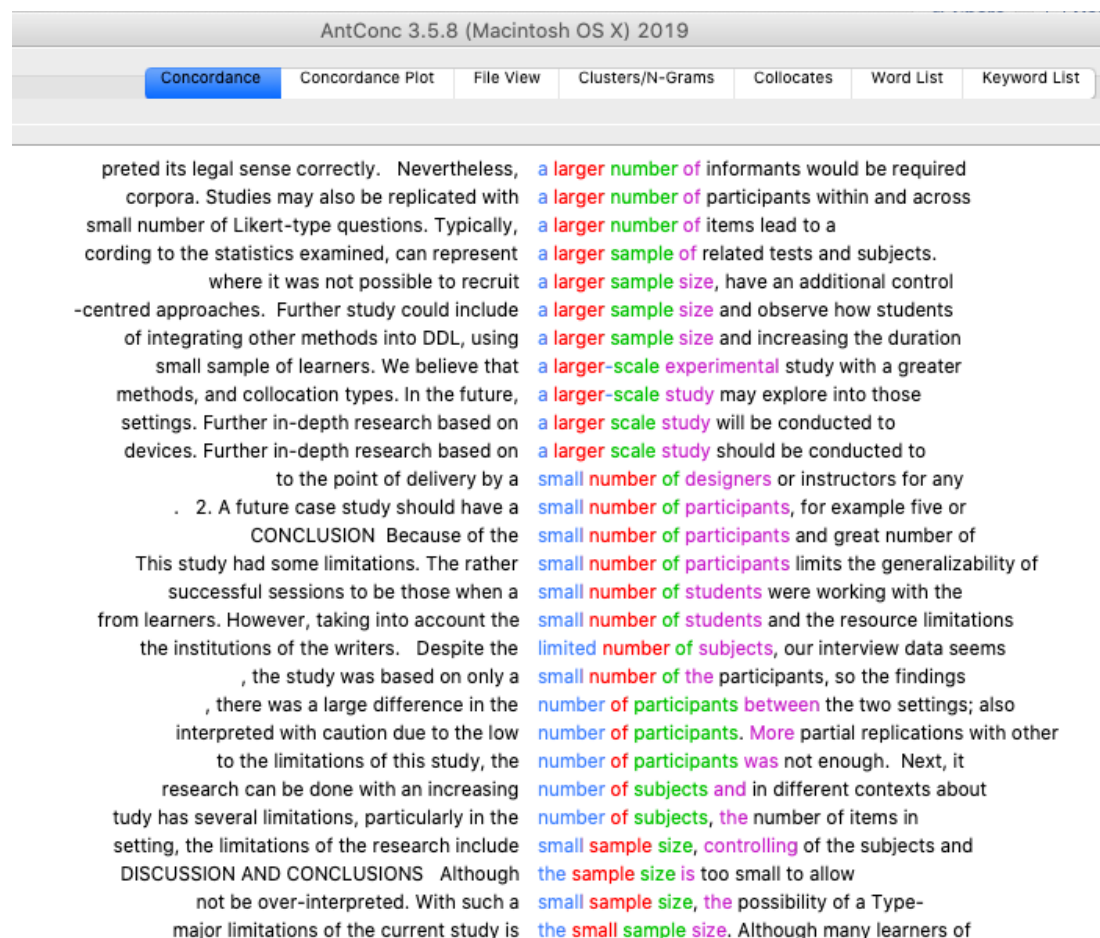 AntConc 3.5.8 (Macintosh OS X) 2019
Concordance Concordance Plot File View Clusters/N-Grams Collocates Word List Keyword List
preted its legal sense correctly. Nevertheless, a larger number of informants would be required
corpora. Studies may also be replicated with a larger number of participants within and across
small number of Likert-type questions. Typically, a larger number of items lead to a
cording to the statistics examined, can represent a larger sample of related tests and subjects.
where it was not possible to recruit a larger sample size, have an additional control
-centred approaches. Further study could include a larger sample size and observe how students
of integrating other methods into DDL, using a larger sample size and increasing the duration
small sample of learners. We believe that a larger-scale experimental study with a greater
methods, and collocation types. In the future, a larger-scale study may explore into those
settings. Further in-depth research based on a larger scale study will be conducted to
devices. Further in-depth research based on a larger scale study should be conducted to
to the point of delivery by a small number of designers or instructors for any
. 2. A future case study should have a small number of participants, for example five or
CONCLUSION Because of the small number of participants and great number of
This study had some limitations. The rather small number of participants limits the generalizability of
successful sessions to be those when a small number of students were working with the
from learners. However, taking into account the small number of students and the resource limitations
the institutions of the writers. Despite the limited number of subjects, our interview data seems
, the study was based on only a small number of the participants, so the findings
, there was a large difference in the number of participants between the two settings; also
interpreted with caution due to the low number of participants. More partial replications with other
to the limitations of this study, the number of participants was not enough. Next, it
research can be done with an increasing number of subjects and in different contexts about
tudy has several limitations, particularly in the number of subjects, the number of items in
setting, the limitations of the research include small sample size, controlling of the subjects and
DISCUSSION AND CONCLUSIONS Although the sample size is too small to allow
not be over-interpreted. With such a small sample size, the possibility of a Type-
major limitations of the current study is the small sample size. Although many learners of